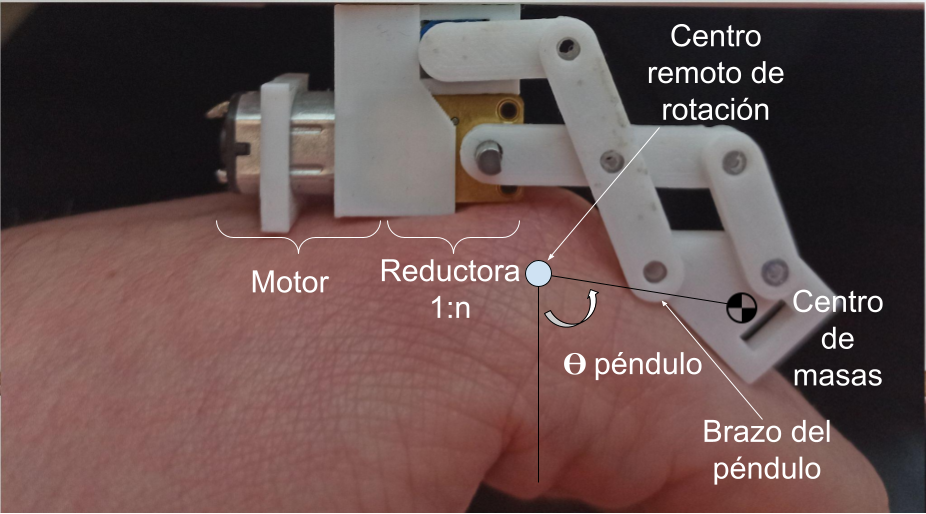 Centro
remoto de
rotación
Motor
Reductora
1:n
Centro
de
masas
Θ péndulo
Brazo del
péndulo